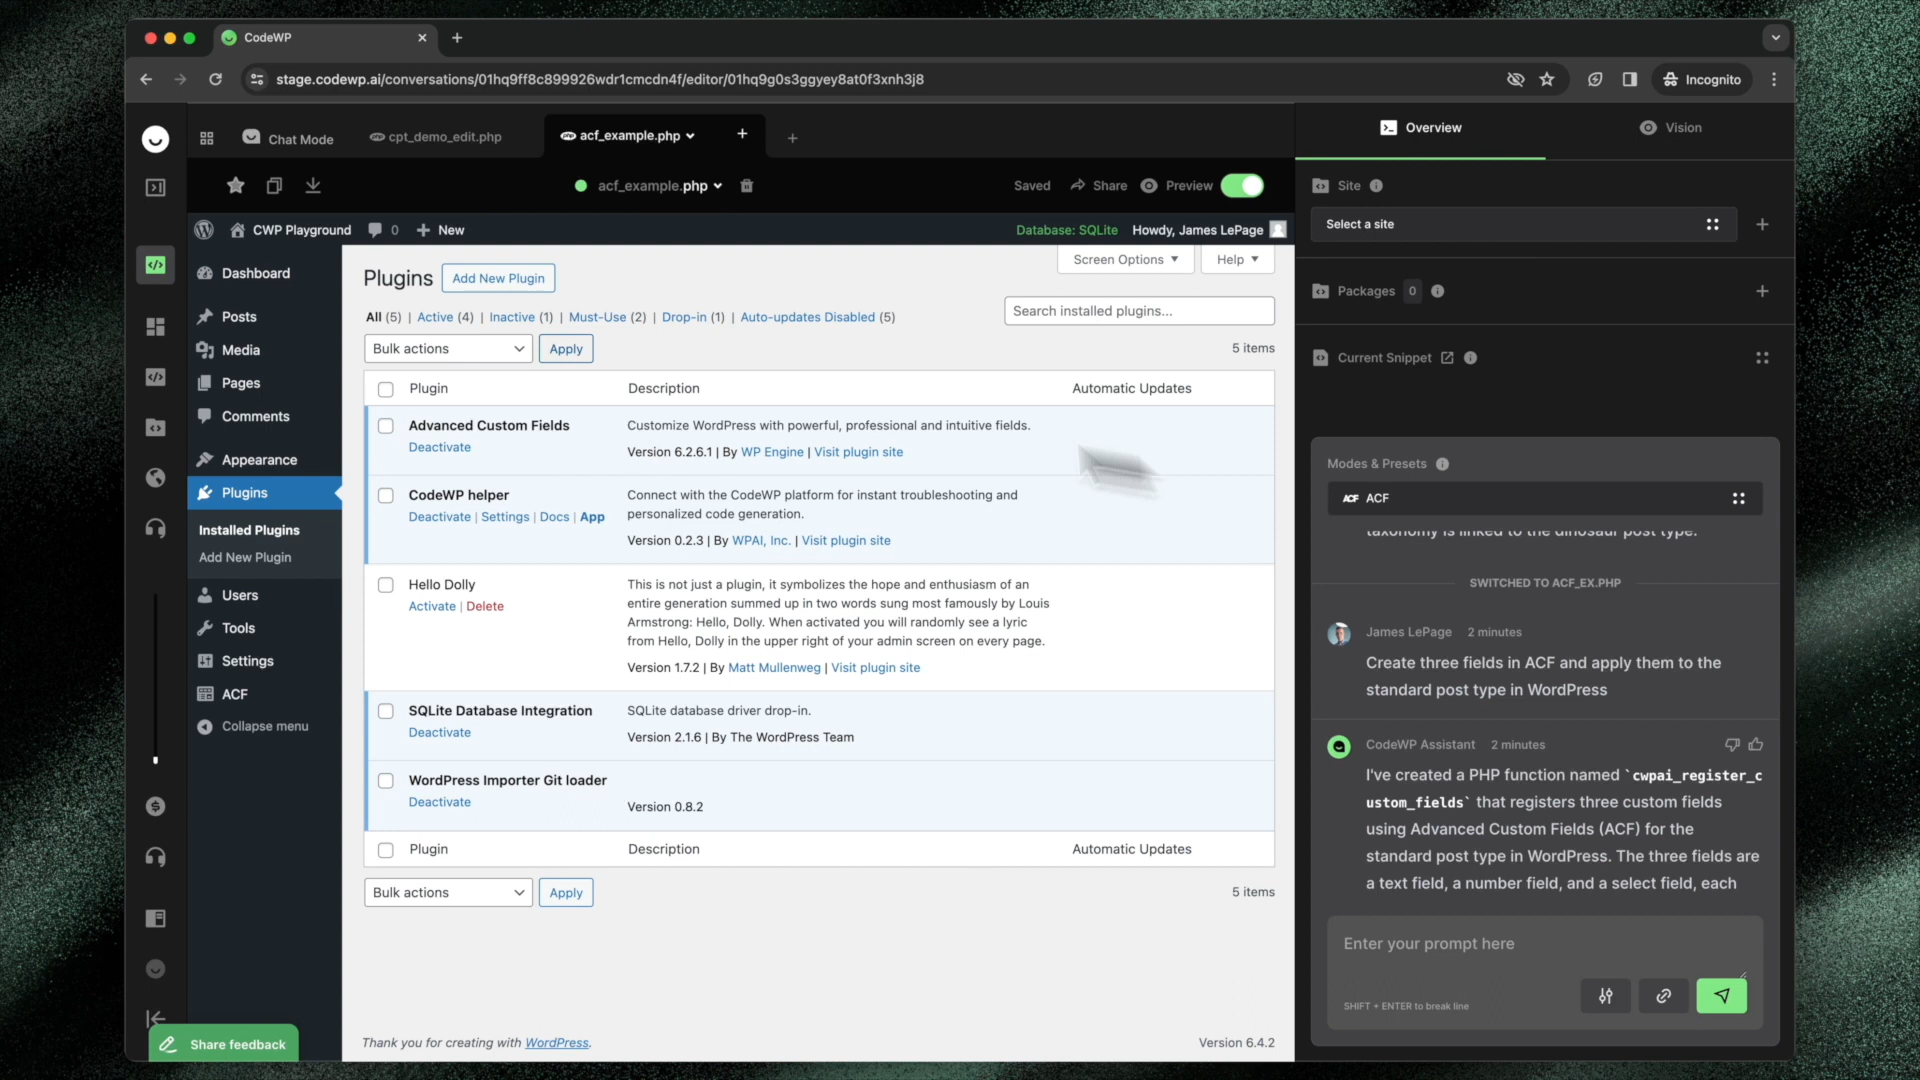 CodeWP
stage.codewp.ai/conversations/01hq9ff8c899926wdr1cmcdn4f/editor/01hq9g0s3ggyey8at0f3xnh3j8
Incognito
Chat Mode
cpt_demo_edit.php
acf_example.php
Overview
Vision
acf_example.php
Saved
Share
Preview
Site
Select a site
CWP Playground
0
New
Database: SQLite
Howdy, James LePage
Dashboard
Posts
Media
Pages
Comments
Appearance
Plugins
Installed Plugins
Add New Plugin
Users
Tools
Settings
ACF
Collapse menu
Plugins
Add New Plugin
Screen Options
Help
All (5) | Active (4) | Inactive (1) | Must-Use (2) | Drop-in (1) | Auto-updates Disabled (5)
Search installed plugins...
Bulk actions
Apply
5 items
Plugin
Description
Automatic Updates
Advanced Custom Fields
Deactivate
Customize WordPress with powerful, professional and intuitive fields.
Version 6.2.6.1 | By WP Engine | Visit plugin site
CodeWP helper
Deactivate | Settings | Docs | App
Connect with the CodeWP platform for instant troubleshooting and
personalized code generation.
Version 0.2.3 | By WPAI, Inc. | Visit plugin site
Hello Dolly
Activate | Delete
This is not just a plugin, it symbolizes the hope and enthusiasm of an
entire generation summed up in two words sung most famously by Louis
Armstrong: Hello, Dolly. When activated you will randomly see a lyric
from Hello, Dolly in the upper right of your admin screen on every page.
Version 1.7.2 | By Matt Mullenweg | Visit plugin site
SQLite Database Integration
Deactivate
SQLite database driver drop-in.
Version 2.1.6 | By The WordPress Team
WordPress Importer Git loader
Deactivate
Version 0.8.2
Plugin
Description
Automatic Updates
Bulk actions
Apply
5 items
Thank you for creating with WordPress.
Version 6.4.2
Share feedback
Packages 0
Current Snippet
Modes & Presets
ACF ACF
taxonomy is linked to the dinosaur post type.
SWITCHED TO ACF_EX.PHP
James LePage 2 minutes
Create three fields in ACF and apply them to the
standard post type in WordPress
CodeWP Assistant 2 minutes
I've created a PHP function named `cwpai_register_c
ustom_fields` that registers three custom fields
using Advanced Custom Fields (ACF) for the
standard post type in WordPress. The three fields are
a text field, a number field, and a select field, each
Enter your prompt here
SHIFT + ENTER to break line